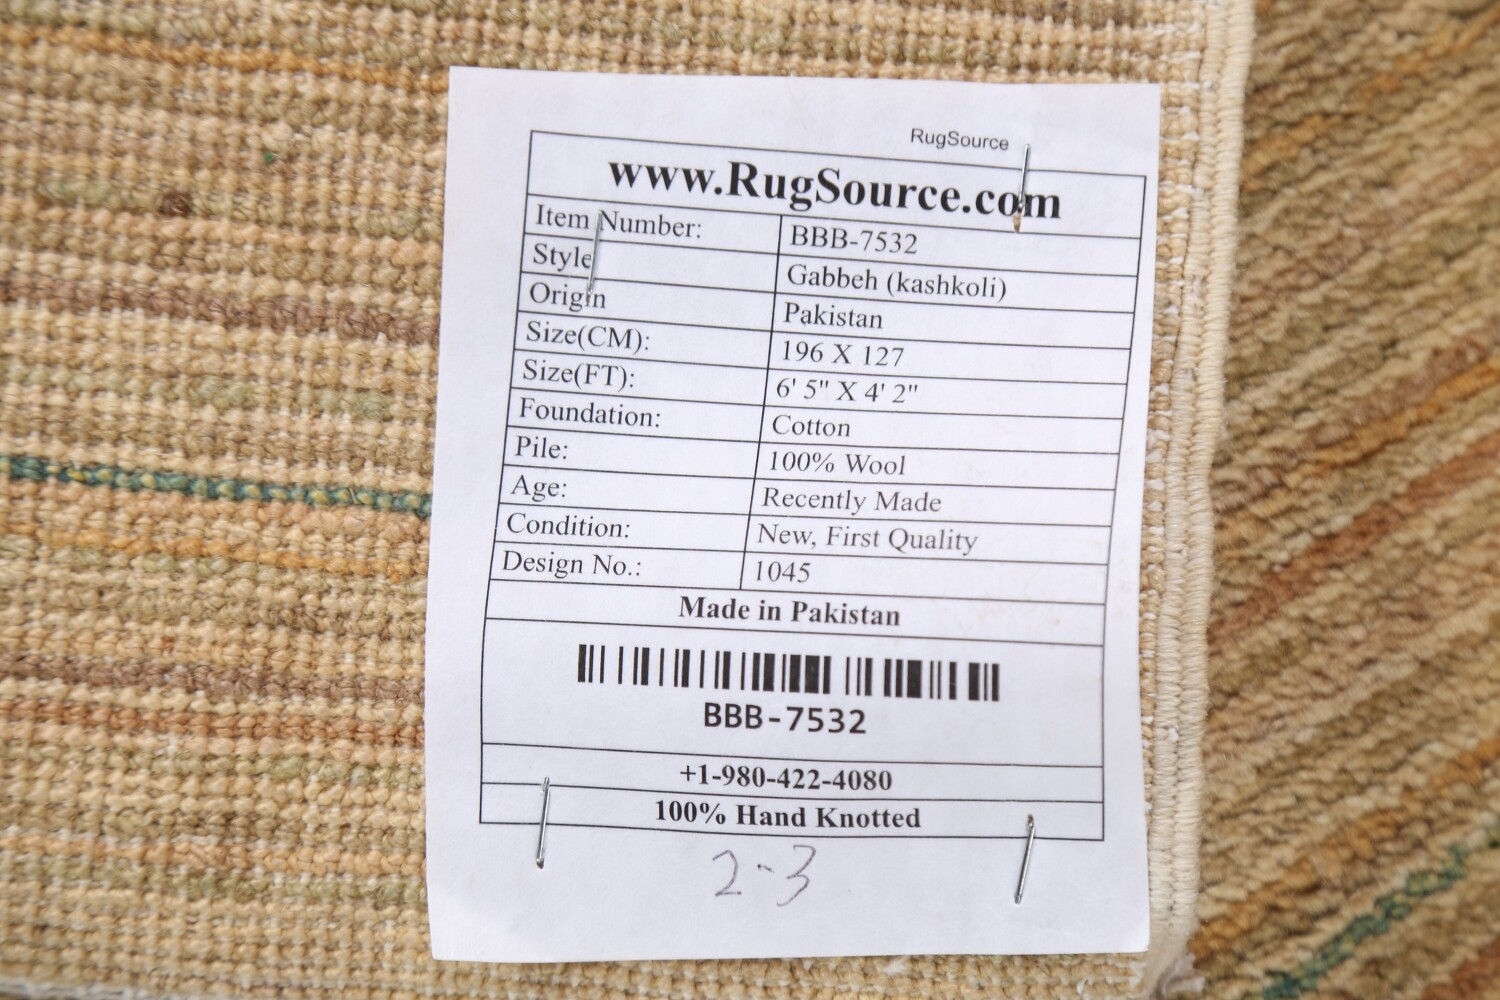 RugSource
www.RugSource.com
Item Number: BBB-7532
Style Gabbeh (kashkoli)
Origin Pakistan
Size(CM): 196 X 127
Size(FT): 6' 5" X 4' 2"
Foundation: Cotton
Pile: 100% Wool
Age: Recently Made
Condition: New, First Quality
Design No.: 1045
Made in Pakistan
BBB-7532
+1-980-422-4080
100% Hand Knotted
2-3